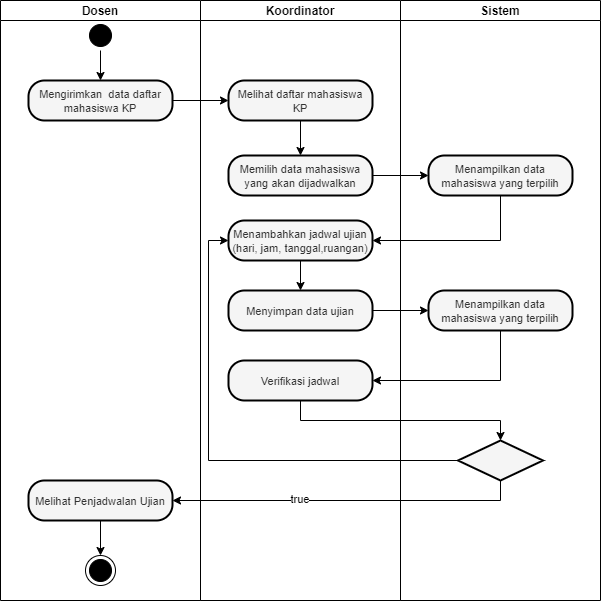 Dosen
Koordinator
Sistem
Mengirimkan data daftar
mahasiswa KP
Melihat daftar mahasiswa
KP
Memilih data mahasiswa
yang akan dijadwalkan
Menampilkan data
mahasiswa yang terpilih
Menambahkan jadwal ujian
(hari, jam, tanggal,ruangan)
Menyimpan data ujian
Menampilkan data
mahasiswa yang terpilih
Verifikasi jadwal
true
Melihat Penjadwalan Ujian